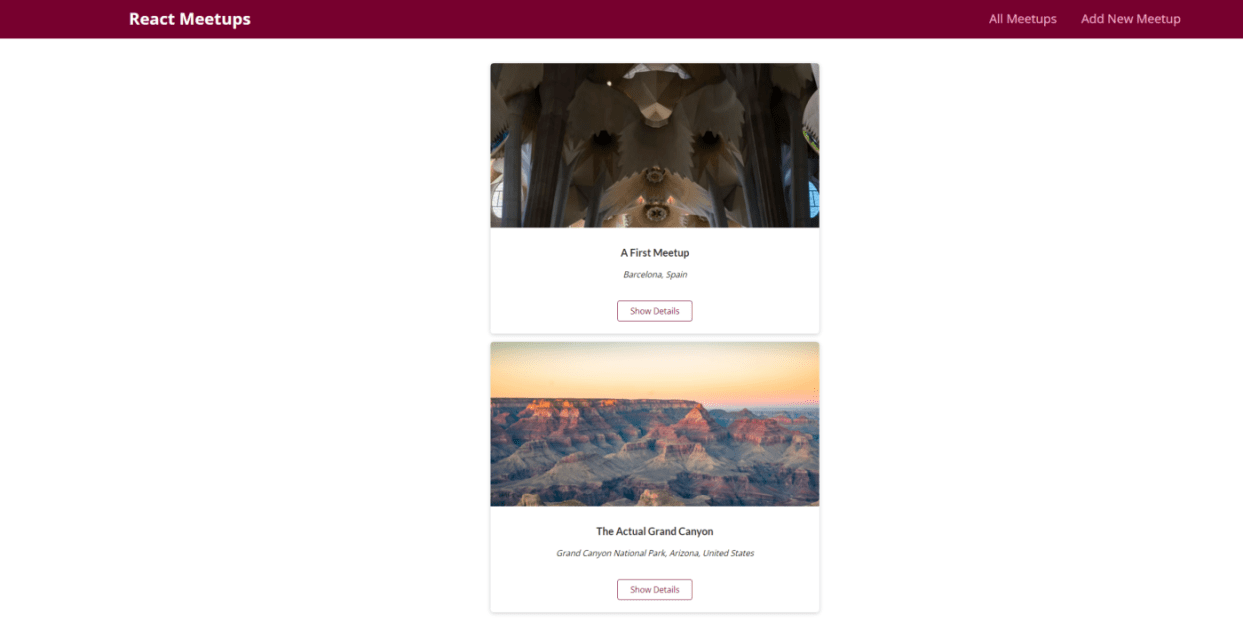 React Meetups
All Meetups
Add New Meetup
A First Meetup
Barcelona, Spain
Show Details
The Actual Grand Canyon
Grand Canyon National Park, Arizona, United States
Show Details